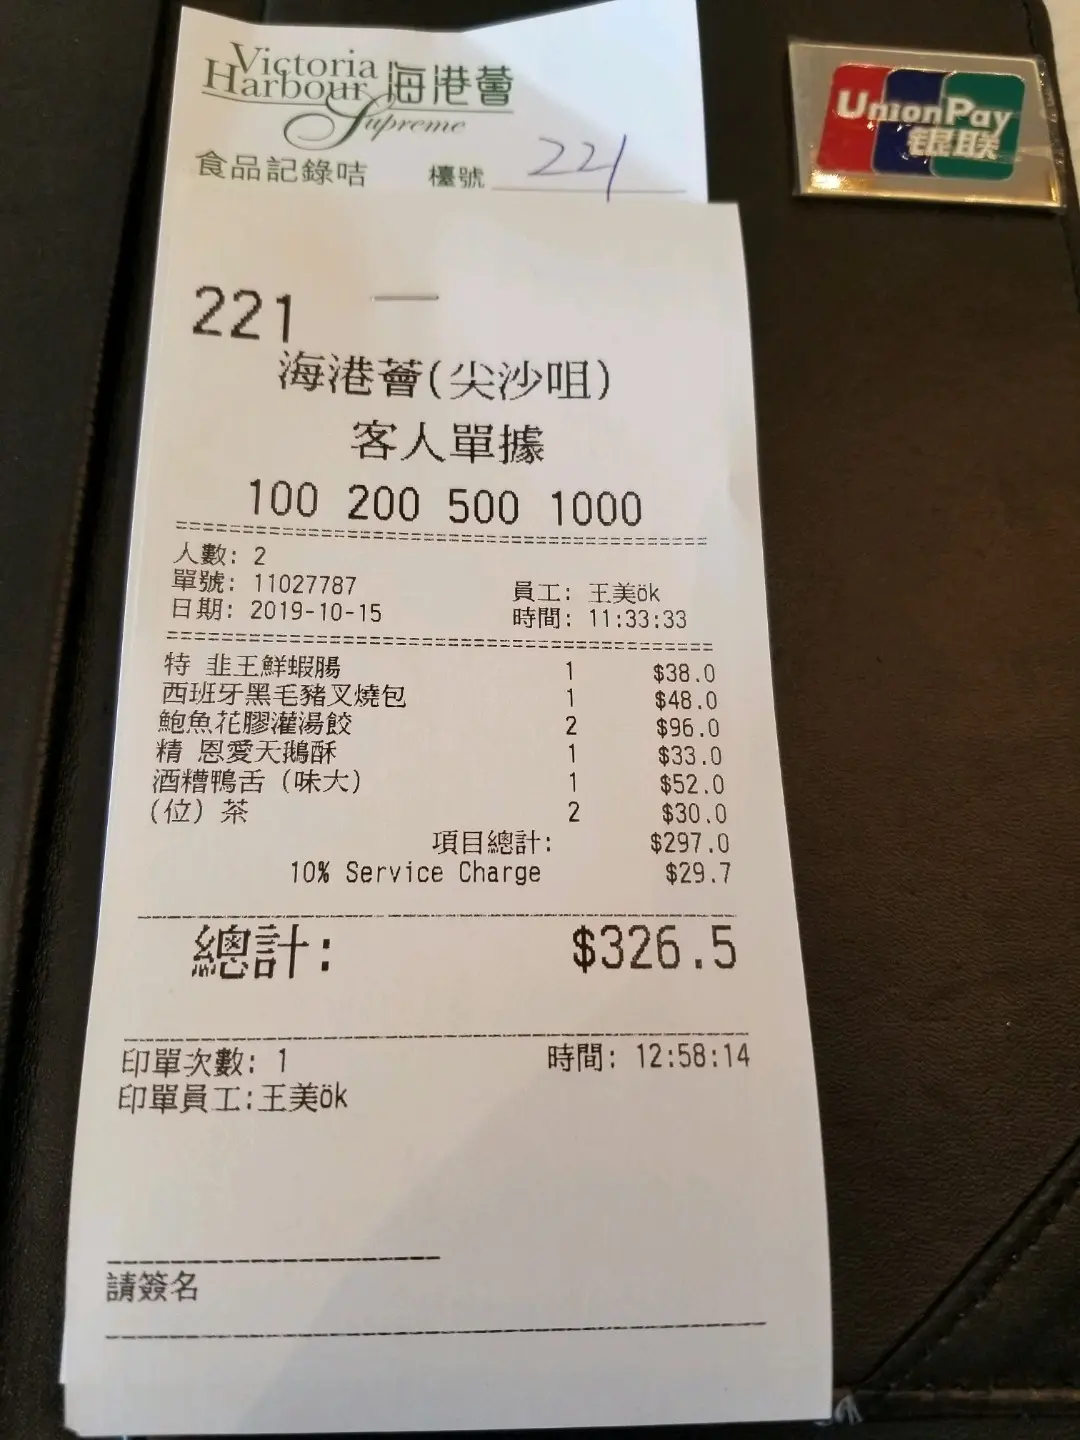 Victoria
Harbour 海港薈
Supreme
食品記錄咭 檯號 221
221
海港薈(尖沙咀)
客人單據
100 200 500 1000
人數: 2
單號: 11027787 員工: 王美ök
日期: 2019-10-15 時間: 11:33:33
特 韭王鮮蝦腸 1 $38.0
西班牙黑毛豬叉燒包 1 $48.0
鮑魚花膠灌湯餃 2 $96.0
精 恩愛天鵝酥 1 $33.0
酒糟鴨舌 (味大) 1 $52.0
(位) 茶 2 $30.0
項目總計: $297.0
10% Service Charge $29.7
總計: $326.5
印單次數: 1 時間: 12:58:14
印單員工:王美ök
請簽名
UnionPay
银联